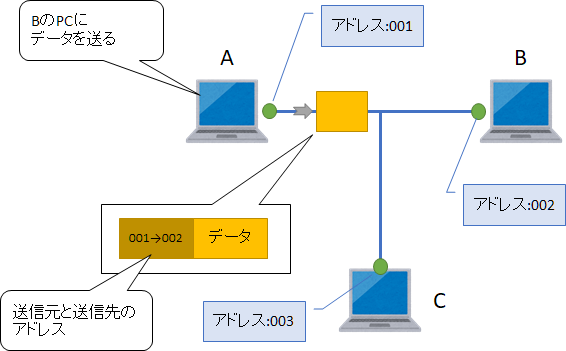 BのPCに
データを送る
アドレス:001
A
B
アドレス:002
001→002
データ
送信元と送信先の
アドレス
アドレス:003
C